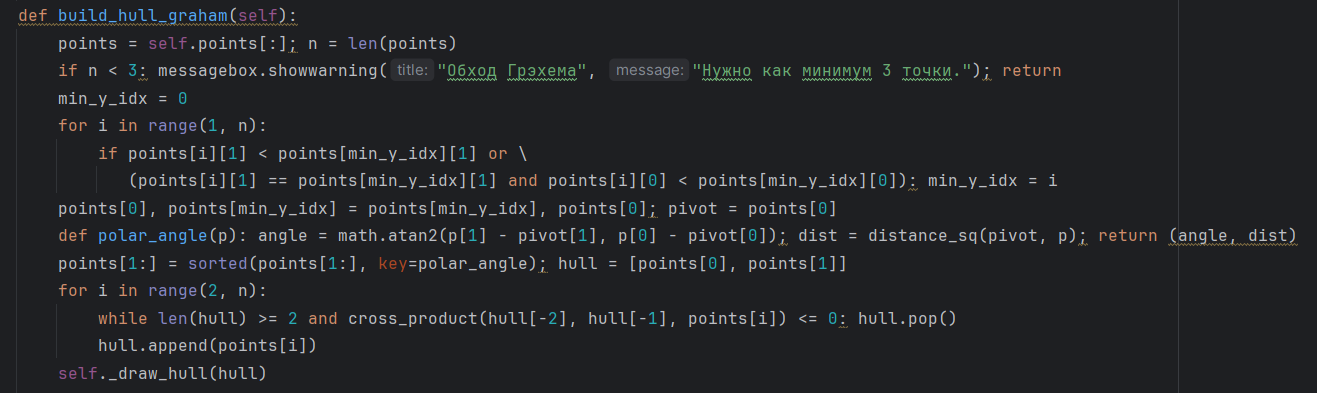 def build_hull_graham(self):
    points = self.points[:]; n = len(points)
    if n < 3: messagebox.showwarning( title: "Обход Грэхема", message: "Нужно как минимум 3 точки."); return
    min_y_idx = 0
    for i in range(1, n):
        if points[i][1] < points[min_y_idx][1] or \
           (points[i][1] == points[min_y_idx][1] and points[i][0] < points[min_y_idx][0]): min_y_idx = i
    points[0], points[min_y_idx] = points[min_y_idx], points[0]; pivot = points[0]
    def polar_angle(p): angle = math.atan2(p[1] - pivot[1], p[0] - pivot[0]); dist = distance_sq(pivot, p); return (angle, dist)
    points[1:] = sorted(points[1:], key=polar_angle); hull = [points[0], points[1]]
    for i in range(2, n):
        while len(hull) >= 2 and cross_product(hull[-2], hull[-1], points[i]) <= 0: hull.pop()
        hull.append(points[i])
    self._draw_hull(hull)